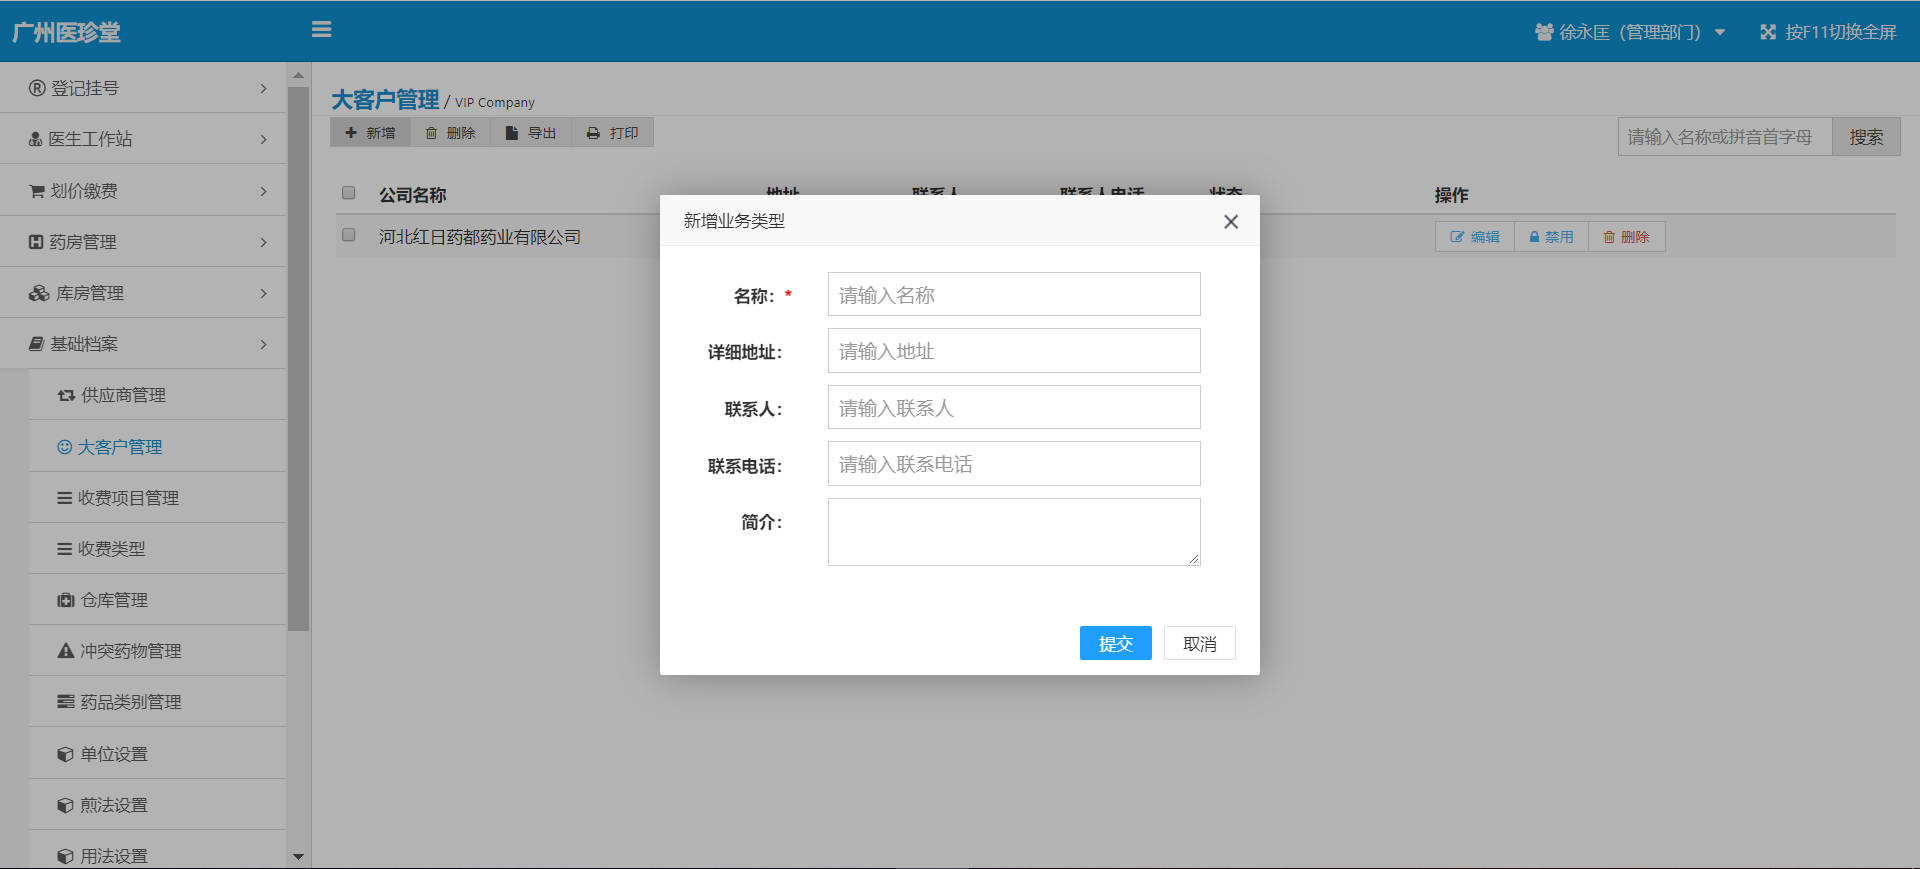 广州医珍堂
徐永匡（管理部门）
按F11切换全屏
登记挂号
医生工作站
划价缴费
药房管理
库房管理
基础档案
供应商管理
大客户管理
收费项目管理
收费类型
仓库管理
冲突药物管理
药品类别管理
单位设置
煎法设置
用法设置
大客户管理 / VIP Company
新增 删除 导出 打印
请输入名称或拼音首字母 搜索
公司名称 地址 联系人 联系人电话 状态 操作
河北红日药都药业有限公司 编辑 禁用 删除
新增业务类型
名称：* 请输入名称
详细地址： 请输入地址
联系人： 请输入联系人
联系电话： 请输入联系电话
简介：
提交 取消